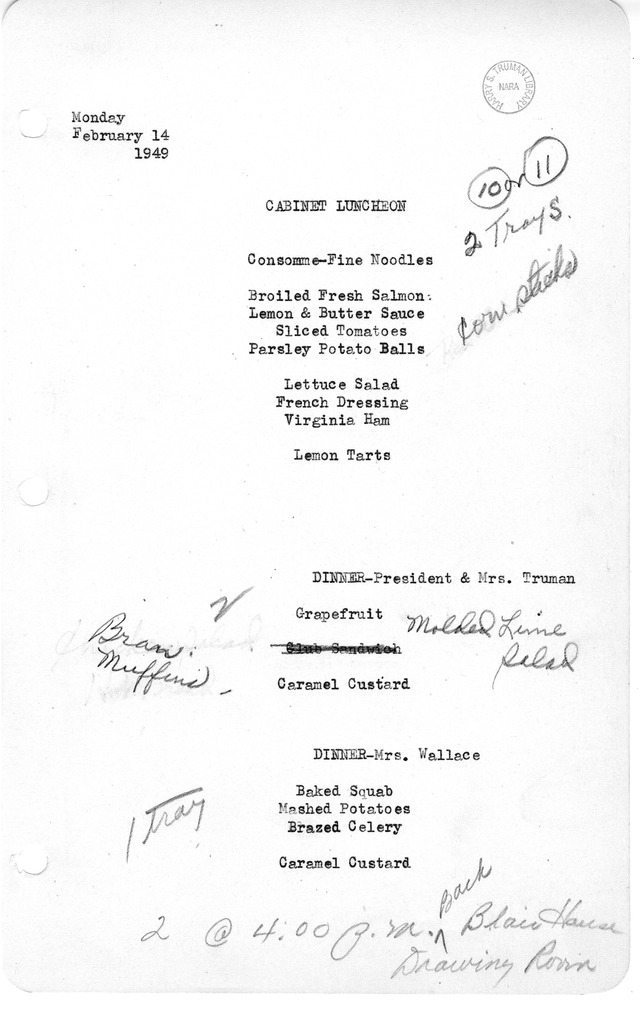 HARRY S. TRUMAN LIBRARY
NARA
Monday
February 14
1949
10 or 11
2 Trays.
corn sticks
CABINET LUNCHEON
Consomme-Fine Noodles
Broiled Fresh Salmon
Lemon & Butter Sauce
Sliced Tomatoes
Parsley Potato Balls
Lettuce Salad
French Dressing
Virginia Ham
Lemon Tarts
DINNER-President & Mrs. Truman
2
Grapefruit
Bran Muffins
Club Sandwich
Molded Lime Salad
Caramel Custard
DINNER-Mrs. Wallace
1 Tray
Baked Squab
Mashed Potatoes
Brazed Celery
Caramel Custard
2 @ 4:00 p.m. Back Blair House
Drawing Room